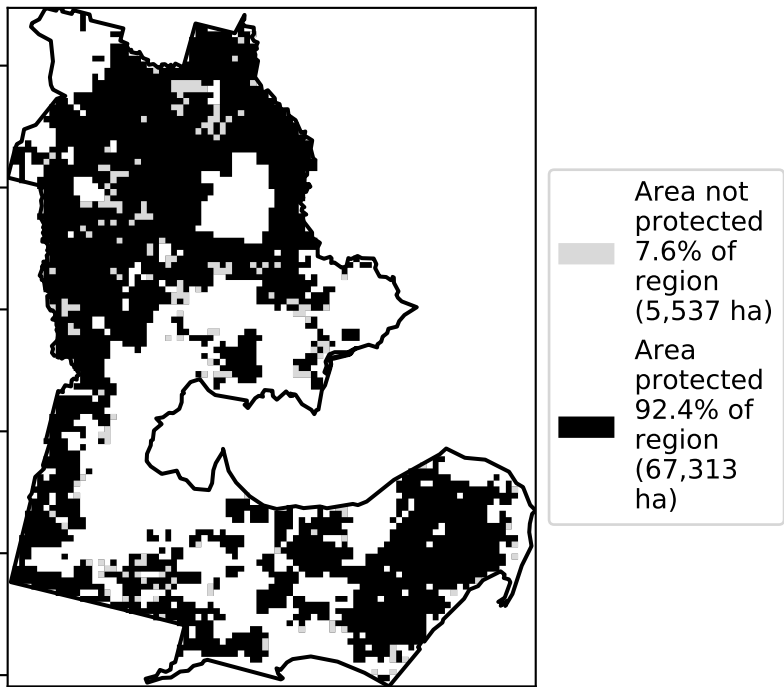 Area not
protected
7.6% of
region
(5,537 ha)
Area
protected
92.4% of
region
(67,313
ha)